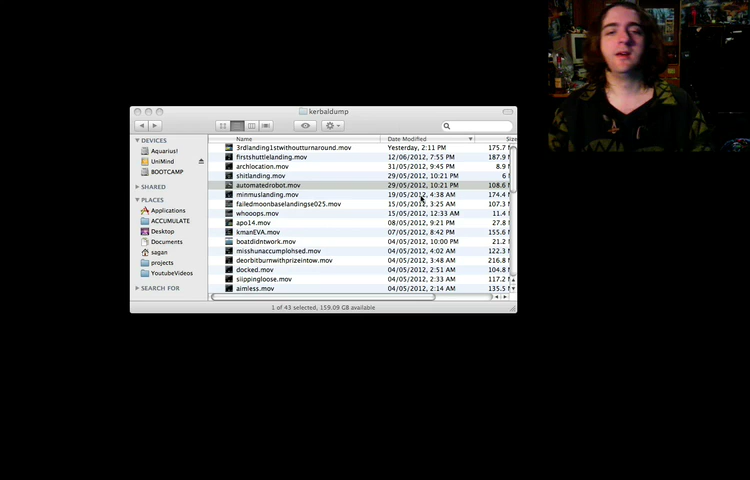 kerbaldump
Name Date Modified Size
DEVICES
Aquarius!
UniMind
BOOTCAMP
SHARED
PLACES
Applications
ACCUMULATE
Desktop
Documents
sagan
projects
YoutubeVideos
SEARCH FOR
3rdlanding1stwithoutturnaround.mov Yesterday, 2:11 PM 175.7
firstshuttlelanding.mov 12/06/2012, 7:55 PM 187.9
archlocation.mov 31/05/2012, 9:45 PM 8.9
shitlanding.mov 29/05/2012, 10:21 PM 6
automatedrobot.mov 29/05/2012, 10:21 PM 108.6
minmuslanding.mov 19/05/2012, 4:38 AM 174.4
failedmoonbaselandingse025.mov 15/05/2012, 3:25 AM 107.3
whooops.mov 15/05/2012, 12:33 AM 11.4
apo14.mov 08/05/2012, 9:21 PM 27.8
kmanEVA.mov 07/05/2012, 8:42 PM 155.6
boatdidntwork.mov 04/05/2012, 10:00 PM 21.2
misshunaccumplohsed.mov 04/05/2012, 4:02 AM 122.3
deorbitburnwithprizeintow.mov 04/05/2012, 3:48 AM 216.8
docked.mov 04/05/2012, 2:51 AM 104.8
siippingloose.mov 04/05/2012, 2:33 AM 117.2
aimless.mov 04/05/2012, 2:14 AM 135.5
1 of 43 selected, 159.09 GB available